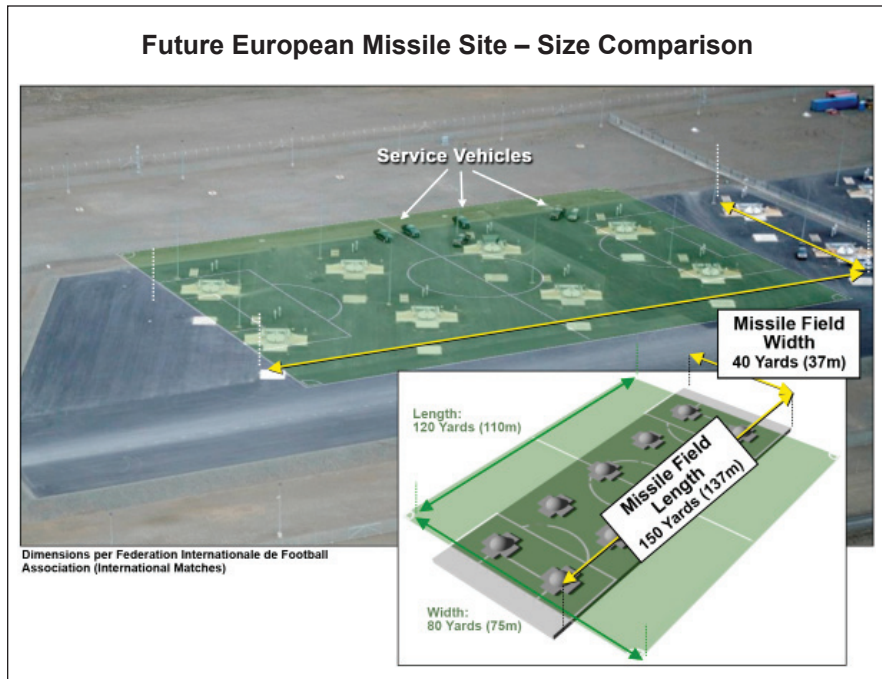 Future European Missile Site – Size Comparison
Service Vehicles
Missile Field
Width
40 Yards (37m)
Length:
120 Yards (110m)
Missile Field
Length
150 Yards (137m)
Dimensions per Federation Internationale de Football
Association (International Matches)
Width:
80 Yards (75m)